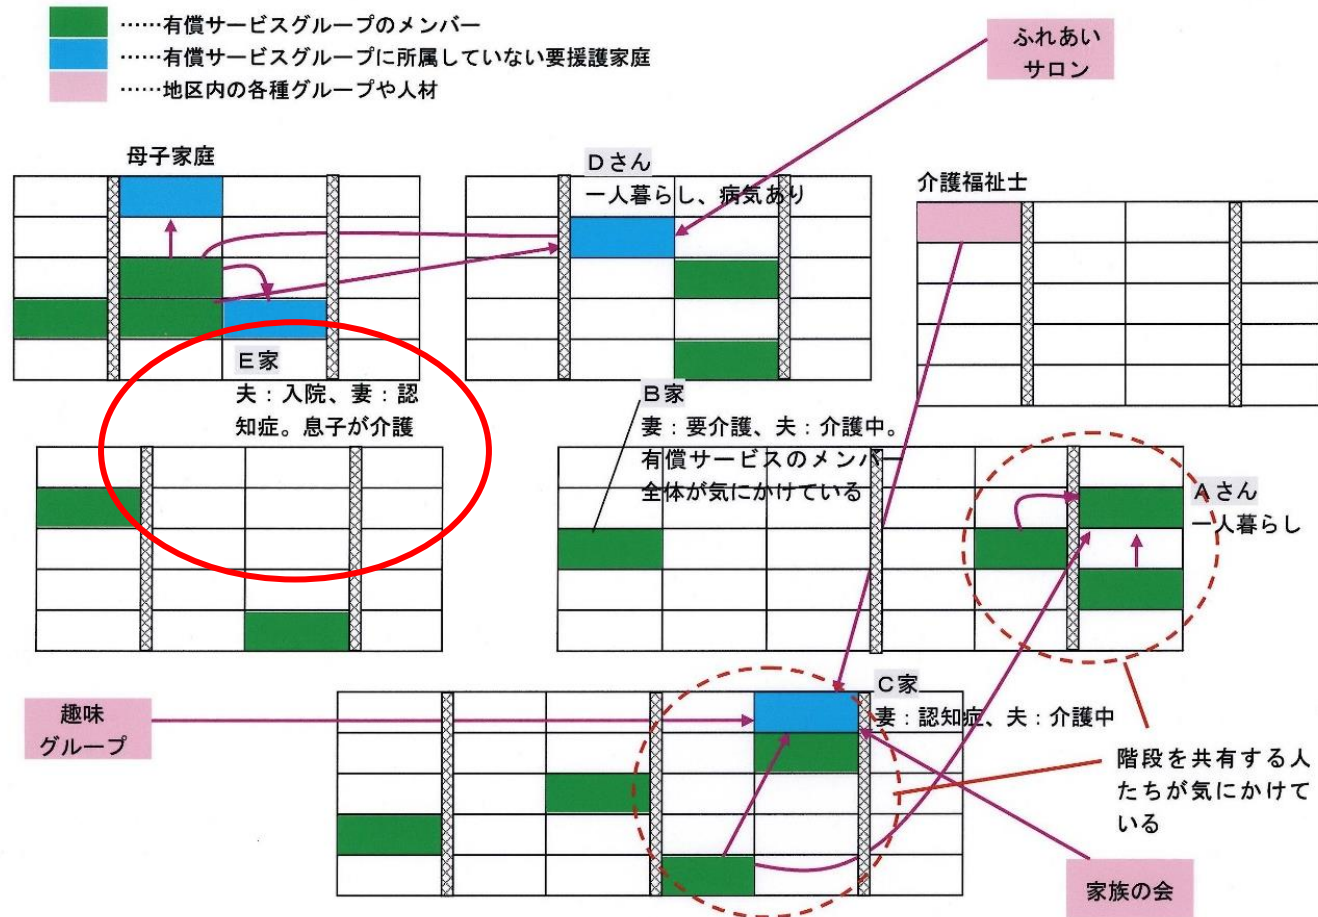 ……有償サービスグループのメンバー
……有償サービスグループに所属していない要援護家庭
……地区内の各種グループや人材
ふれあい
サロン
母子家庭
Dさん
一人暮らし、病気あり
介護福祉士
E家
夫：入院、妻：認
知症。息子が介護
B家
妻：要介護、夫：介護中。
有償サービスのメンバー
全体が気にかけている
Aさん
一人暮らし
C家
妻：認知症、夫：介護中
趣味
グループ
階段を共有する人
たちが気にかけて
いる
家族の会